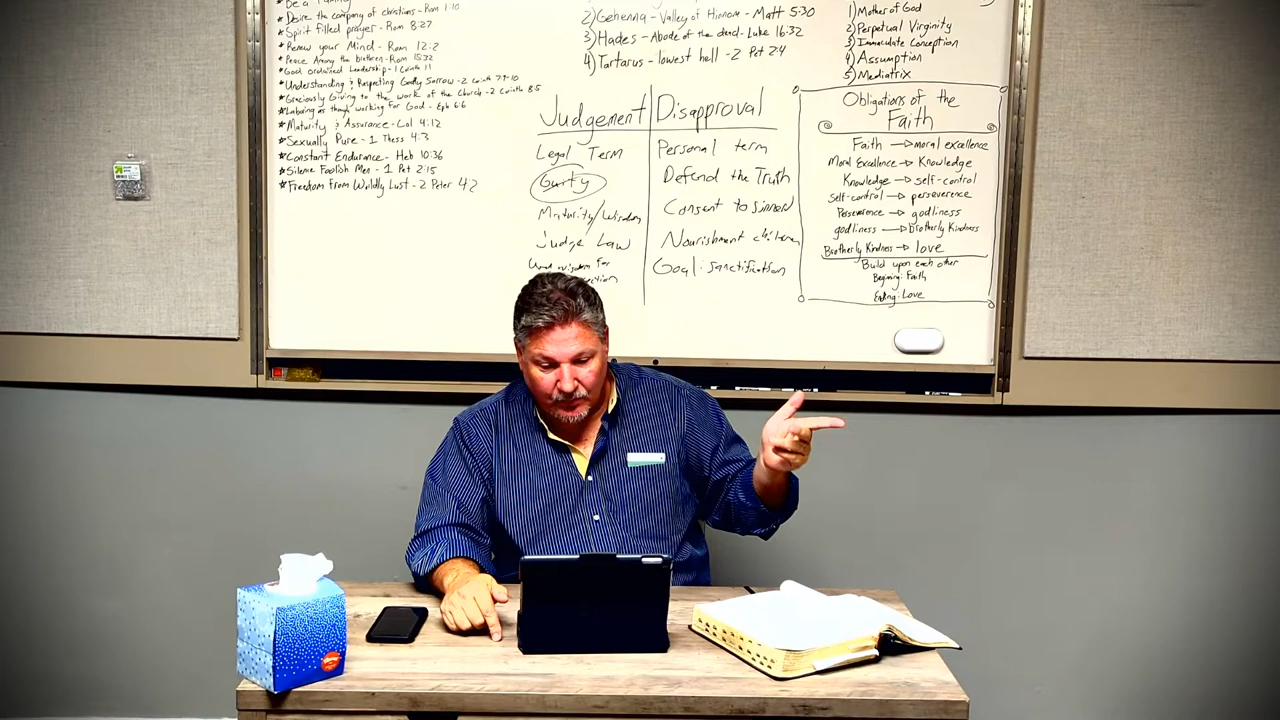 * Be a
* Desire the company of christians - Rom 1:10
* Spirit filled prayer - Rom 8:27
* Renew your Mind - Rom 12:2
* Peace Among the brethren - Rom 15:32
* God ordained Leadership - 1 Corinth 1:1
* Understanding & Respecting Godly Sorrow - 2 Corinth 7:9-10
* Graciously Giving to the work of the Church - 2 Corinth 8:5
* Laboring as though working For God - Eph 6:6
* Maturity & Assurance - Col 4:12
* Sexually Pure - 1 Thess 4:3
* Constant Endurance - Heb 10:36
* Silence Foolish Men - 1 Pet 2:15
* Freedom From Worldly Lust - 2 Peter 4:2
2) Gehenna - Valley of Hinnom - Matt 5:30
3) Hades - Abode of the dead - Luke 16:32
4) Tartarus - lowest hell - 2 Pet 2:4
1) Mother of God
2) Perpetual Virginity
3) Immaculate Conception
4) Assumption
5) Mediatrix
Judgement
Legal Term
Guilty
Maturity/Wisdom
Judge Law
For
Disapproval
Personal term
Defend the Truth
Consent to sinned
Nourishment
Goal: sanctification
Obligations of the
Faith
Faith → moral excellence
Moral Excellence → Knowledge
Knowledge → self-control
Self-control → perseverence
Perseverence → godliness
godliness → Brotherly Kindness
Brotherly Kindness → love
Build upon each other
Begining: Faith
Ending: Love